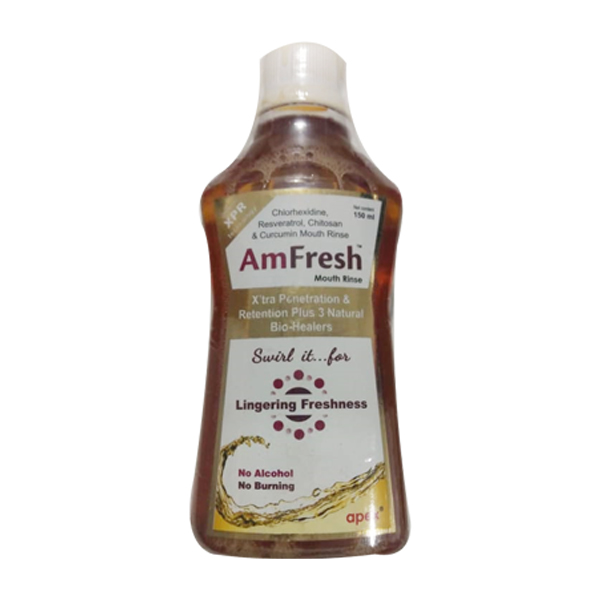 XPR
Net content
150 ml
Chlorhexidine,
Resveratrol, Chitosan
& Curcumin Mouth Rinse
AmFresh™
Mouth Rinse
X'tra Penetration &
Retention Plus 3 Natural
Bio-Healers
Swirl it...for
Lingering Freshness
No Alcohol
No Burning
apex®